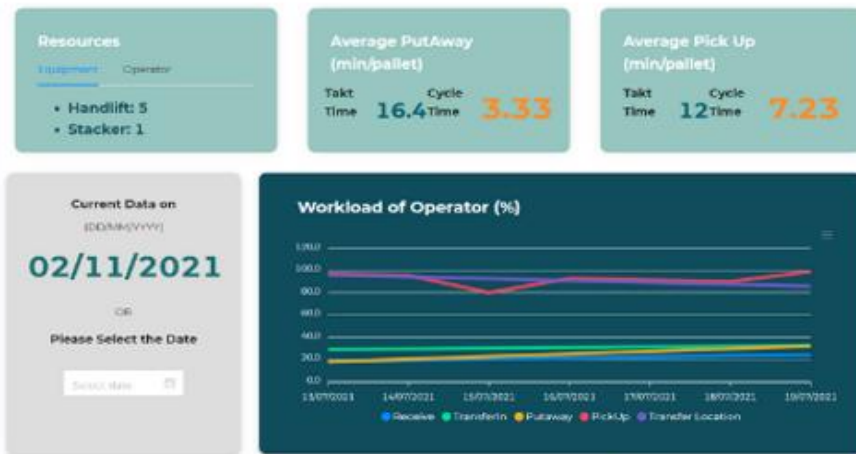 Resources
Equipment Operator
• Handlift: 5
• Stacker: 1
Average PutAway
(min/pallet)
Takt Time 16.4 Cycle Time 3.33
Average Pick Up
(min/pallet)
Takt Time 12 Cycle Time 7.23
Current Data on
(DD/MM/YYYY)
02/11/2021
OR
Please Select the Date
Select date
Workload of Operator (%)
120.0
100.0
80.0
60.0
40.0
20.0
0.0
13/07/2021 14/07/2021 15/07/2021 16/07/2021 17/07/2021 18/07/2021 19/07/2021
Receive TransferIn Putaway PickUp Transfer Location